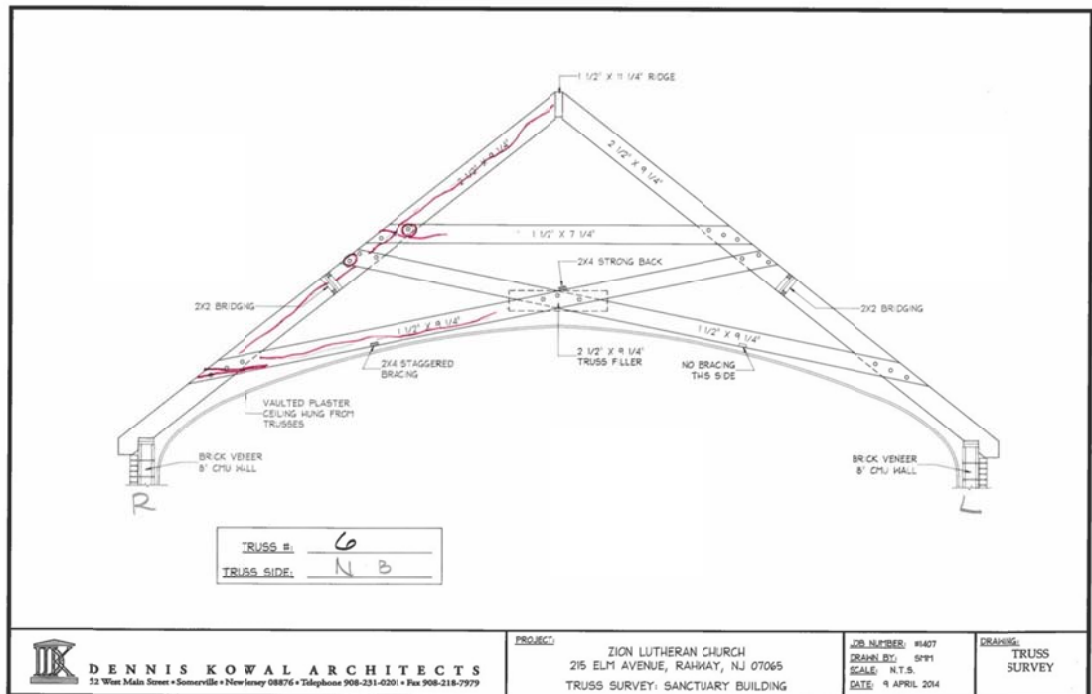 1 1/2" X 11 1/4" RIDGE
2 1/2" X 9 1/4"
2 1/2" X 9 1/4"
1 1/2" X 7 1/4"
2X4 STRONG BACK
2X2 BRIDGING
2X2 BRIDGING
1 1/2" X 9 1/4"
1 1/2" X 9 1/4"
2X4 STAGGERED
BRACING
2 1/2" X 9 1/4"
TRUSS FILLER
NO BRACING
THIS SIDE
VAULTED PLASTER
CEILING HUNG FROM
TRUSSES
BRICK VENEER
8" CMU WALL
BRICK VENEER
8" CMU WALL
R
L
TRUSS #: 6
TRUSS SIDE: N B
DENNIS KOWAL ARCHITECTS
22 West Main Street • Somerville • New Jersey 08876 • Telephone 908-231-0201 • Fax 908-218-7979
PROJECT:
ZION LUTHERAN CHURCH
215 ELM AVENUE, RAHWAY, NJ 07065
TRUSS SURVEY: SANCTUARY BUILDING
JOB NUMBER: #1407
DRAWN BY: SMM
SCALE: N.T.S.
DATE: 9 APRIL 2014
DRAWING:
TRUSS
SURVEY